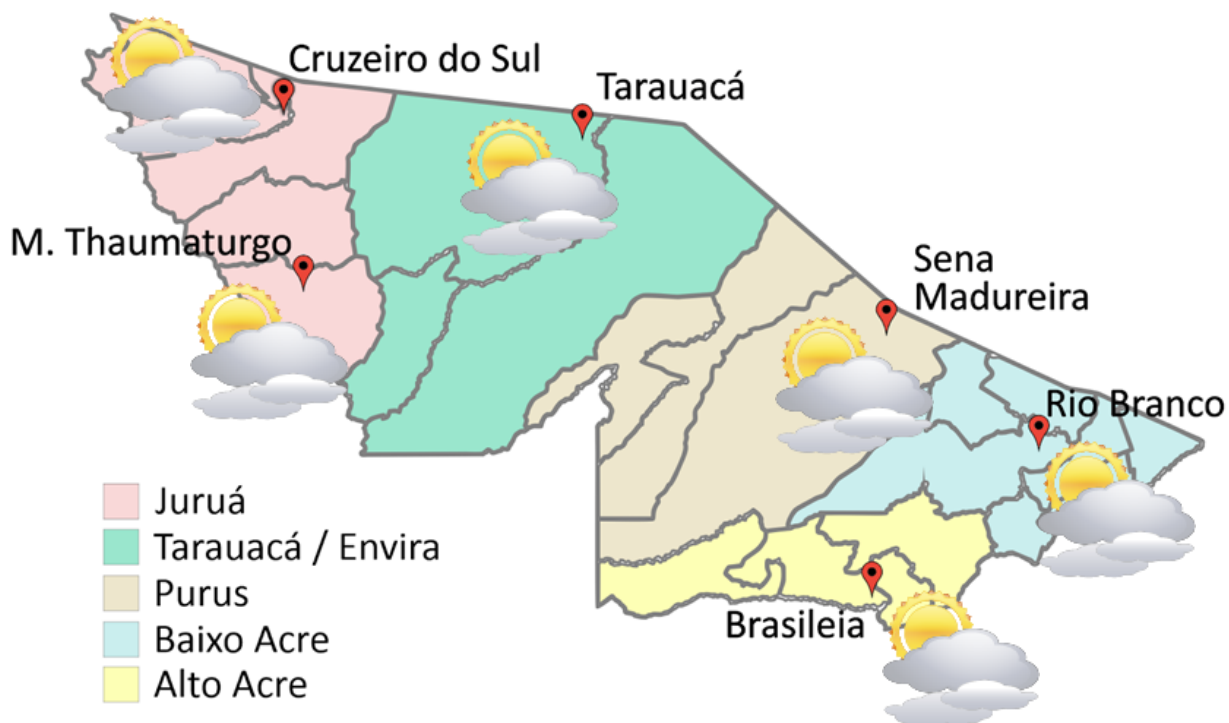 Cruzeiro do Sul
Tarauacá
M. Thaumaturgo
Sena
Madureira
Rio Branco
Brasileia
Juruá
Tarauacá / Envira
Purus
Baixo Acre
Alto Acre